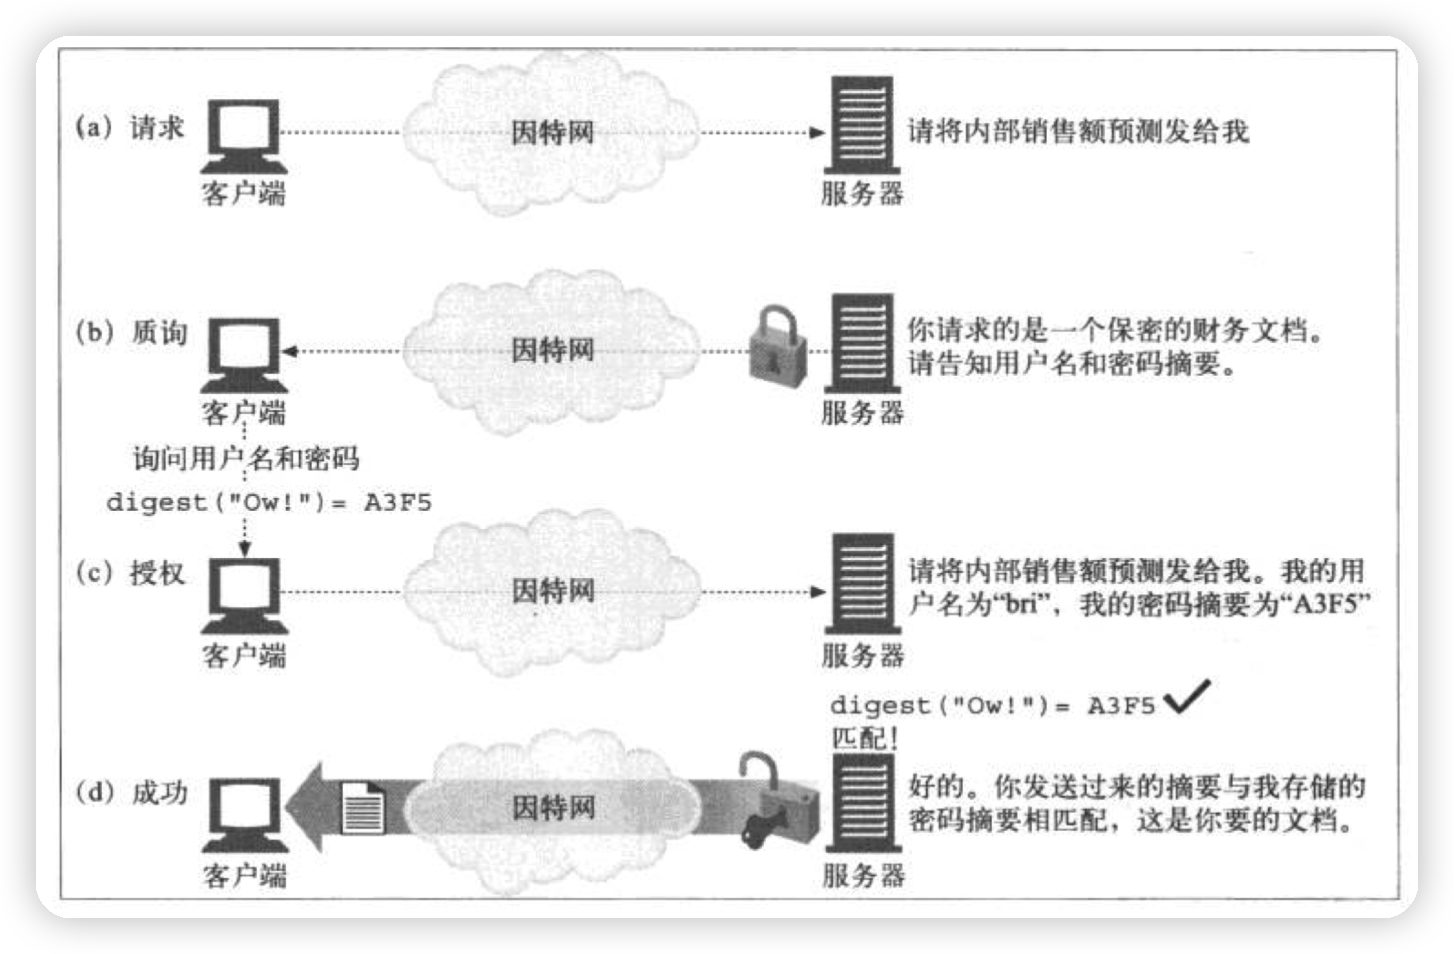 (a) 请求
因特网
请将内部销售额预测发给我
客户端
服务器
(b) 质询
因特网
你请求的是一个保密的财务文档。
请告知用户名和密码摘要。
客户端
服务器
询问用户名和密码
digest("Ow!")= A3F5
(c) 授权
因特网
请将内部销售额预测发给我。我的用
户名为“bri”,我的密码摘要为“A3F5”
客户端
服务器
digest("Ow!")= A3F5
匹配!
(d) 成功
因特网
好的。你发送过来的摘要与我存储的
密码摘要相匹配,这是你要的文档。
客户端
服务器